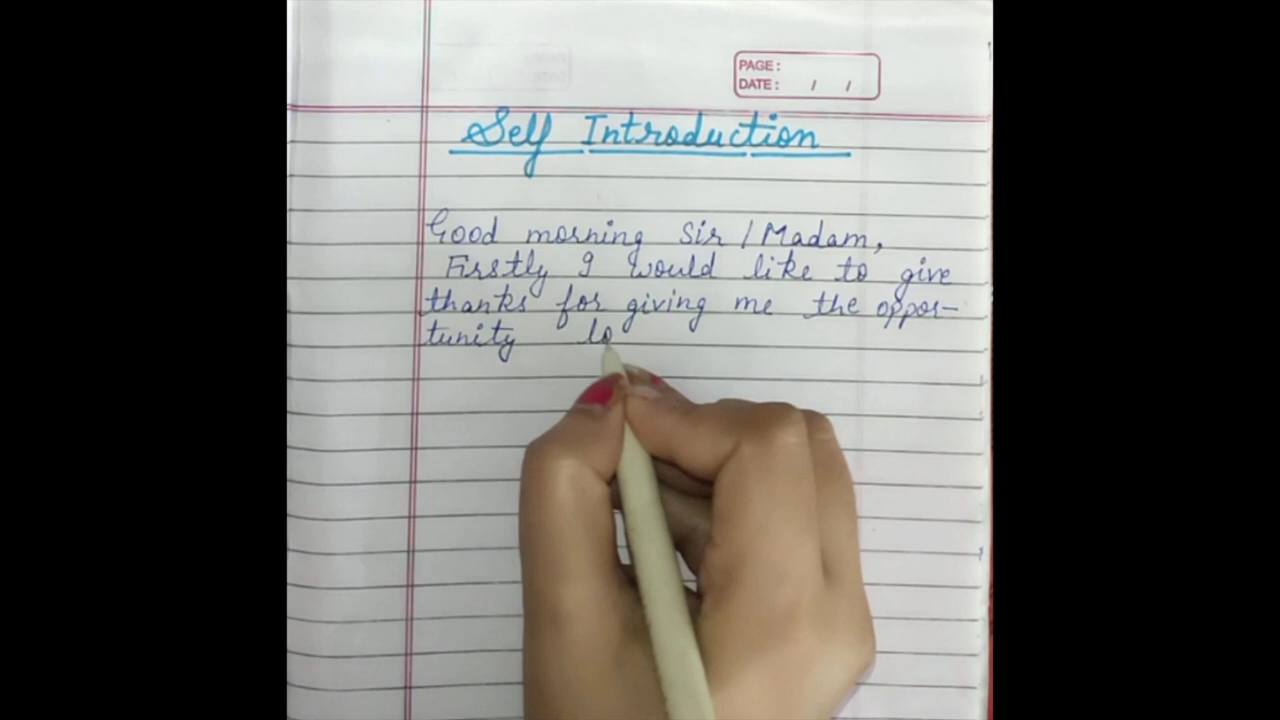 PAGE :
DATE : / /
Self Introduction
Good morning Sir / Madam,
Firstly I would like to give
thanks for giving me the oppor-
tunity to